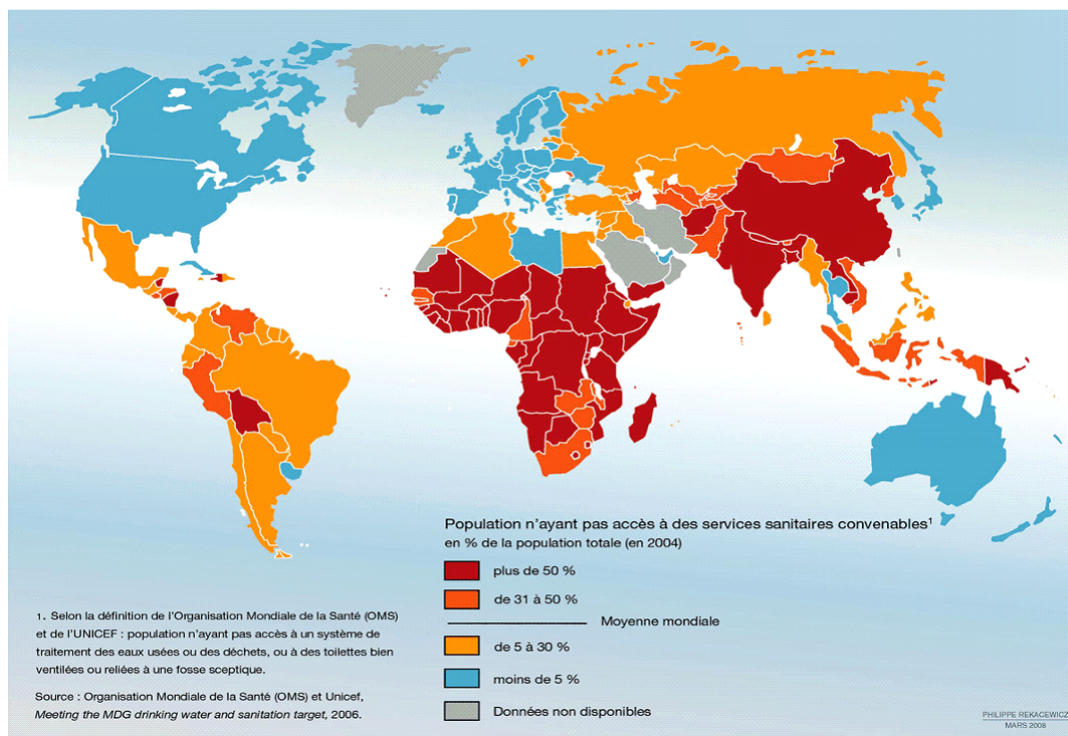 Population n'ayant pas accès à des services sanitaires convenables¹
en % de la population totale (en 2004)
plus de 50 %
de 31 à 50 %
Moyenne mondiale
de 5 à 30 %
moins de 5 %
Données non disponibles
1. Selon la définition de l'Organisation Mondiale de la Santé (OMS)
et de l'UNICEF : population n'ayant pas accès à un système de
traitement des eaux usées ou des déchets, ou à des toilettes bien
ventilées ou reliées à une fosse sceptique.
Source : Organisation Mondiale de la Santé (OMS) et Unicef,
Meeting the MDG drinking water and sanitation target, 2006.
PHILIPPE REKACEWICZ
MARS 2008